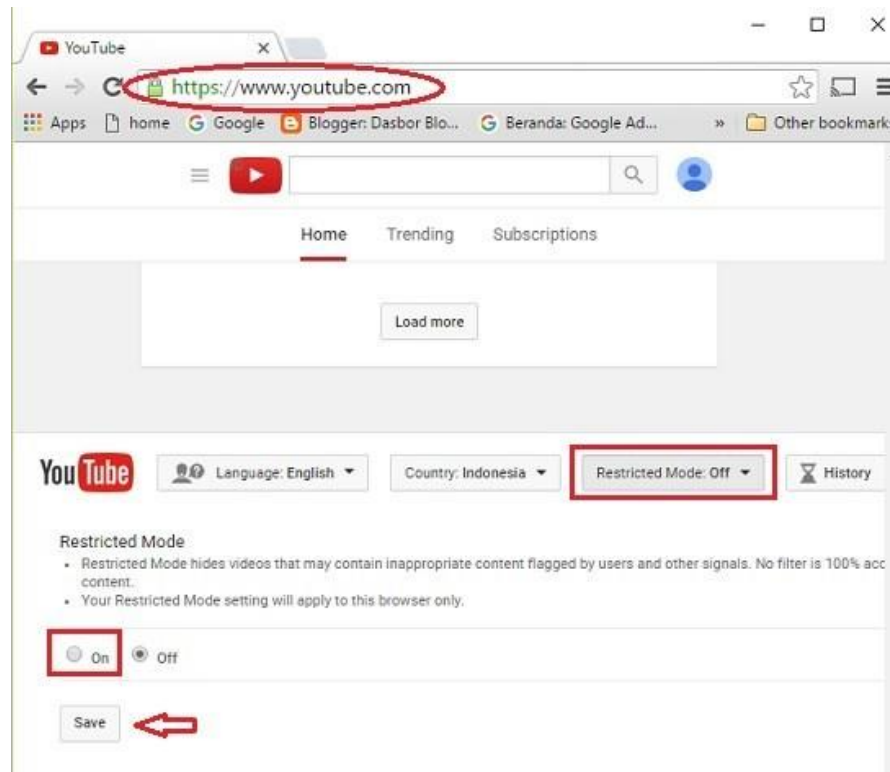 YouTube
https://www.youtube.com
Apps home Google Blogger: Dasbor Blo... Beranda: Google Ad... » Other bookmark
Home Trending Subscriptions
Load more
YouTube Language: English Country: Indonesia Restricted Mode: Off History
Restricted Mode
• Restricted Mode hides videos that may contain inappropriate content flagged by users and other signals. No filter is 100% acc
content.
• Your Restricted Mode setting will apply to this browser only.
On Off
Save